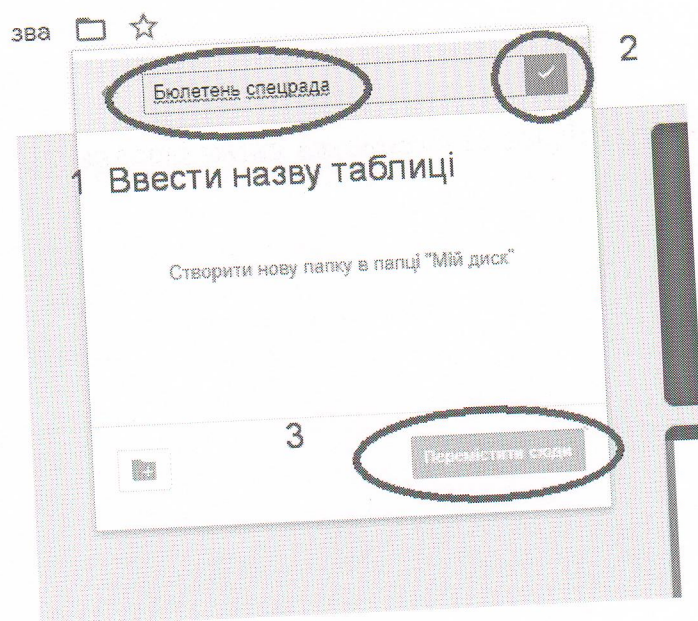 зва
2
Бюлетень спецрада
1 Ввести назву таблиці
Створити нову папку в папці "Мій диск"
3
Перемістити сюди